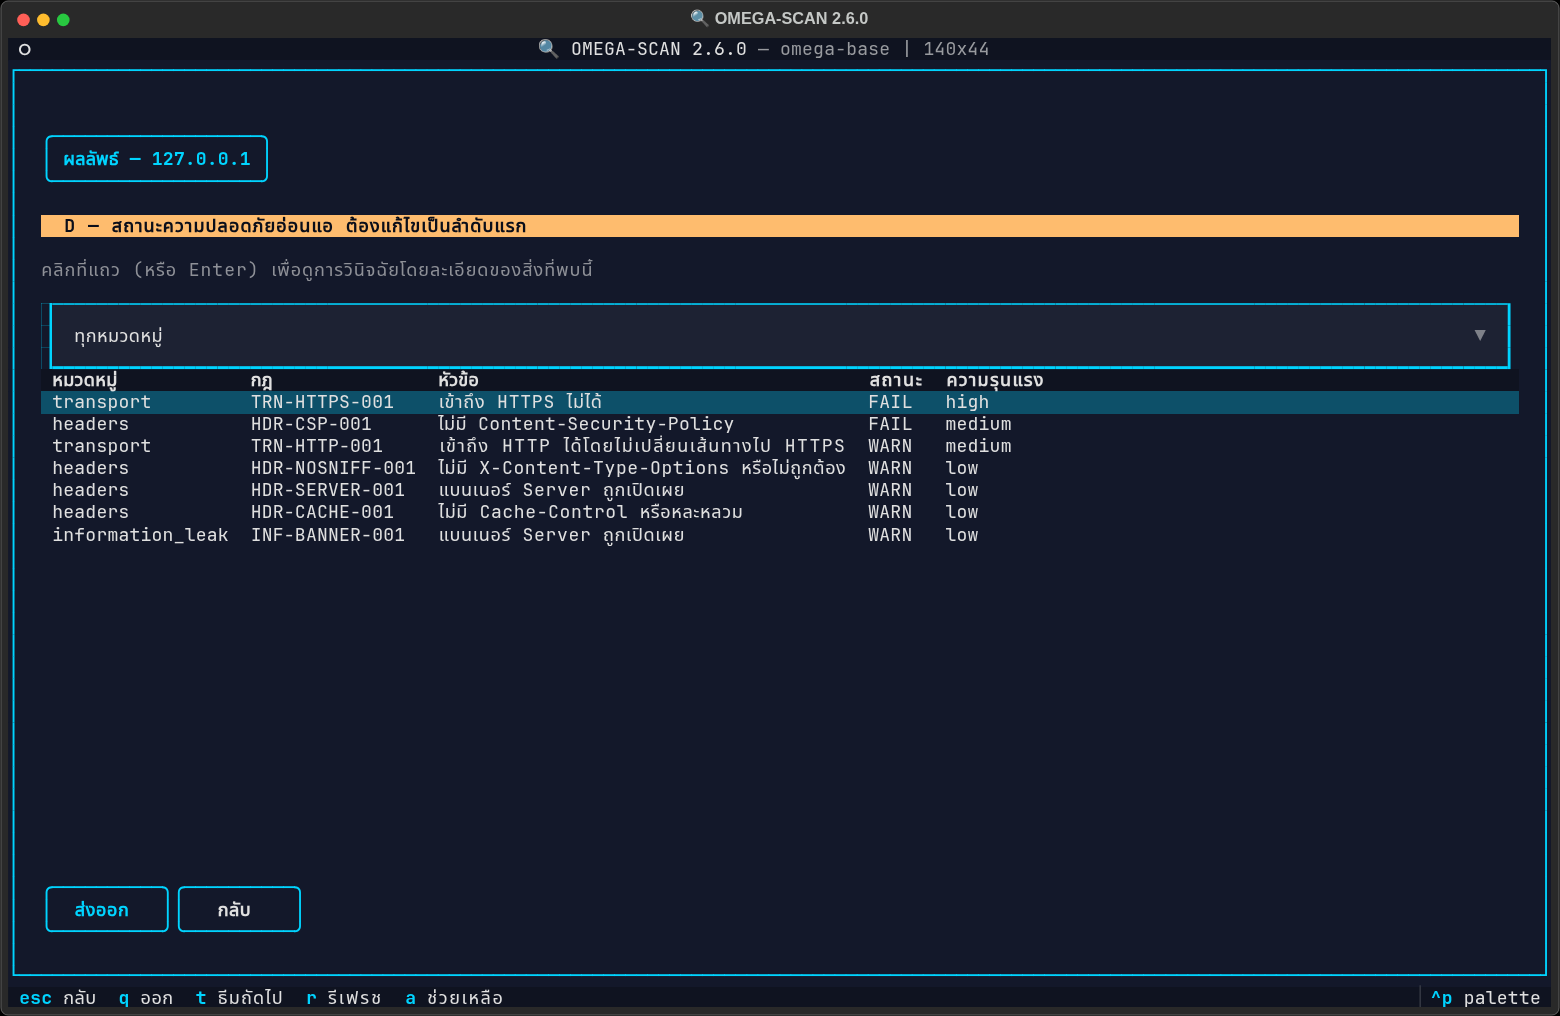 🔍 OMEGA-SCAN 2.6.0
🔍 OMEGA-SCAN 2.6.0 — omega-base | 140x44
ผลลัพธ์ — 127.0.0.1
D — สถานะความปลอดภัยอ่อนแอ ต้องแก้ไขเป็นลำดับแรก
คลิกที่แถว (หรือ Enter) เพื่อดูการวินิจฉัยโดยละเอียดของสิ่งที่พบนี้
ทุกหมวดหมู่ ▼
หมวดหมู่ กฎ หัวข้อ สถานะ ความรุนแรง
transport TRN-HTTPS-001 เข้าถึง HTTPS ไม่ได้ FAIL high
headers HDR-CSP-001 ไม่มี Content-Security-Policy FAIL medium
transport TRN-HTTP-001 เข้าถึง HTTP ได้โดยไม่เปลี่ยนเส้นทางไป HTTPS WARN medium
headers HDR-NOSNIFF-001 ไม่มี X-Content-Type-Options หรือไม่ถูกต้อง WARN low
headers HDR-SERVER-001 แบนเนอร์ Server ถูกเปิดเผย WARN low
headers HDR-CACHE-001 ไม่มี Cache-Control หรือหละหลวม WARN low
information_leak INF-BANNER-001 แบนเนอร์ Server ถูกเปิดเผย WARN low
ส่งออก กลับ
esc กลับ q ออก t ธีมถัดไป r รีเฟรช a ช่วยเหลือ ^p palette